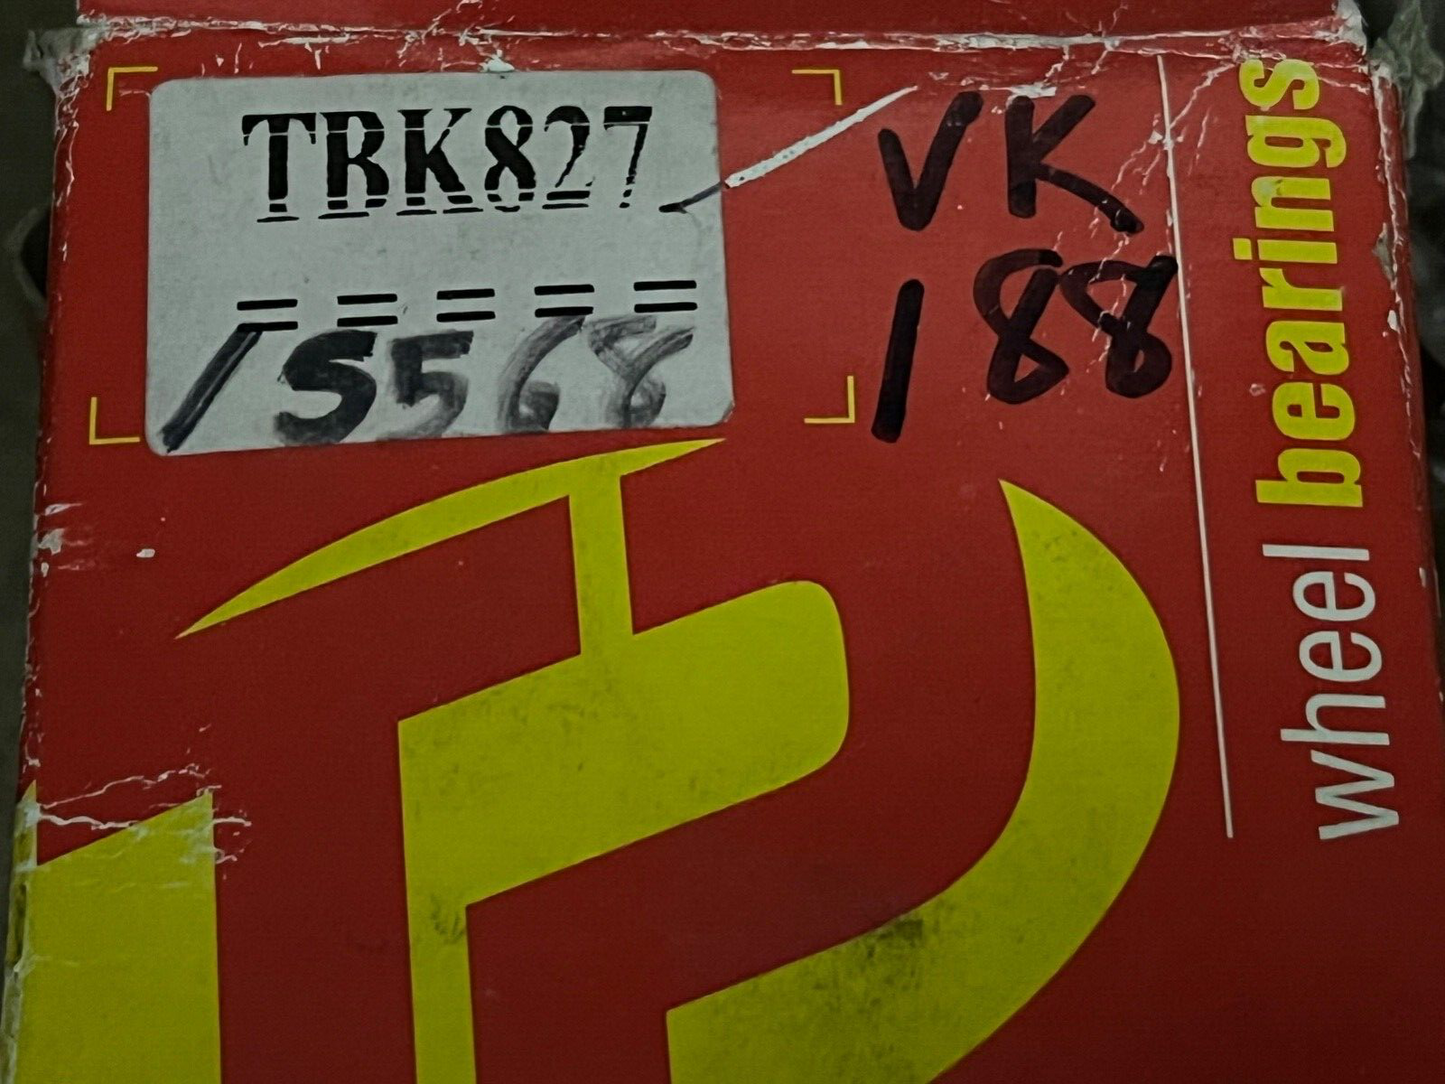 TBK827
= = = = =
/5568
VK
188
wheel bearings